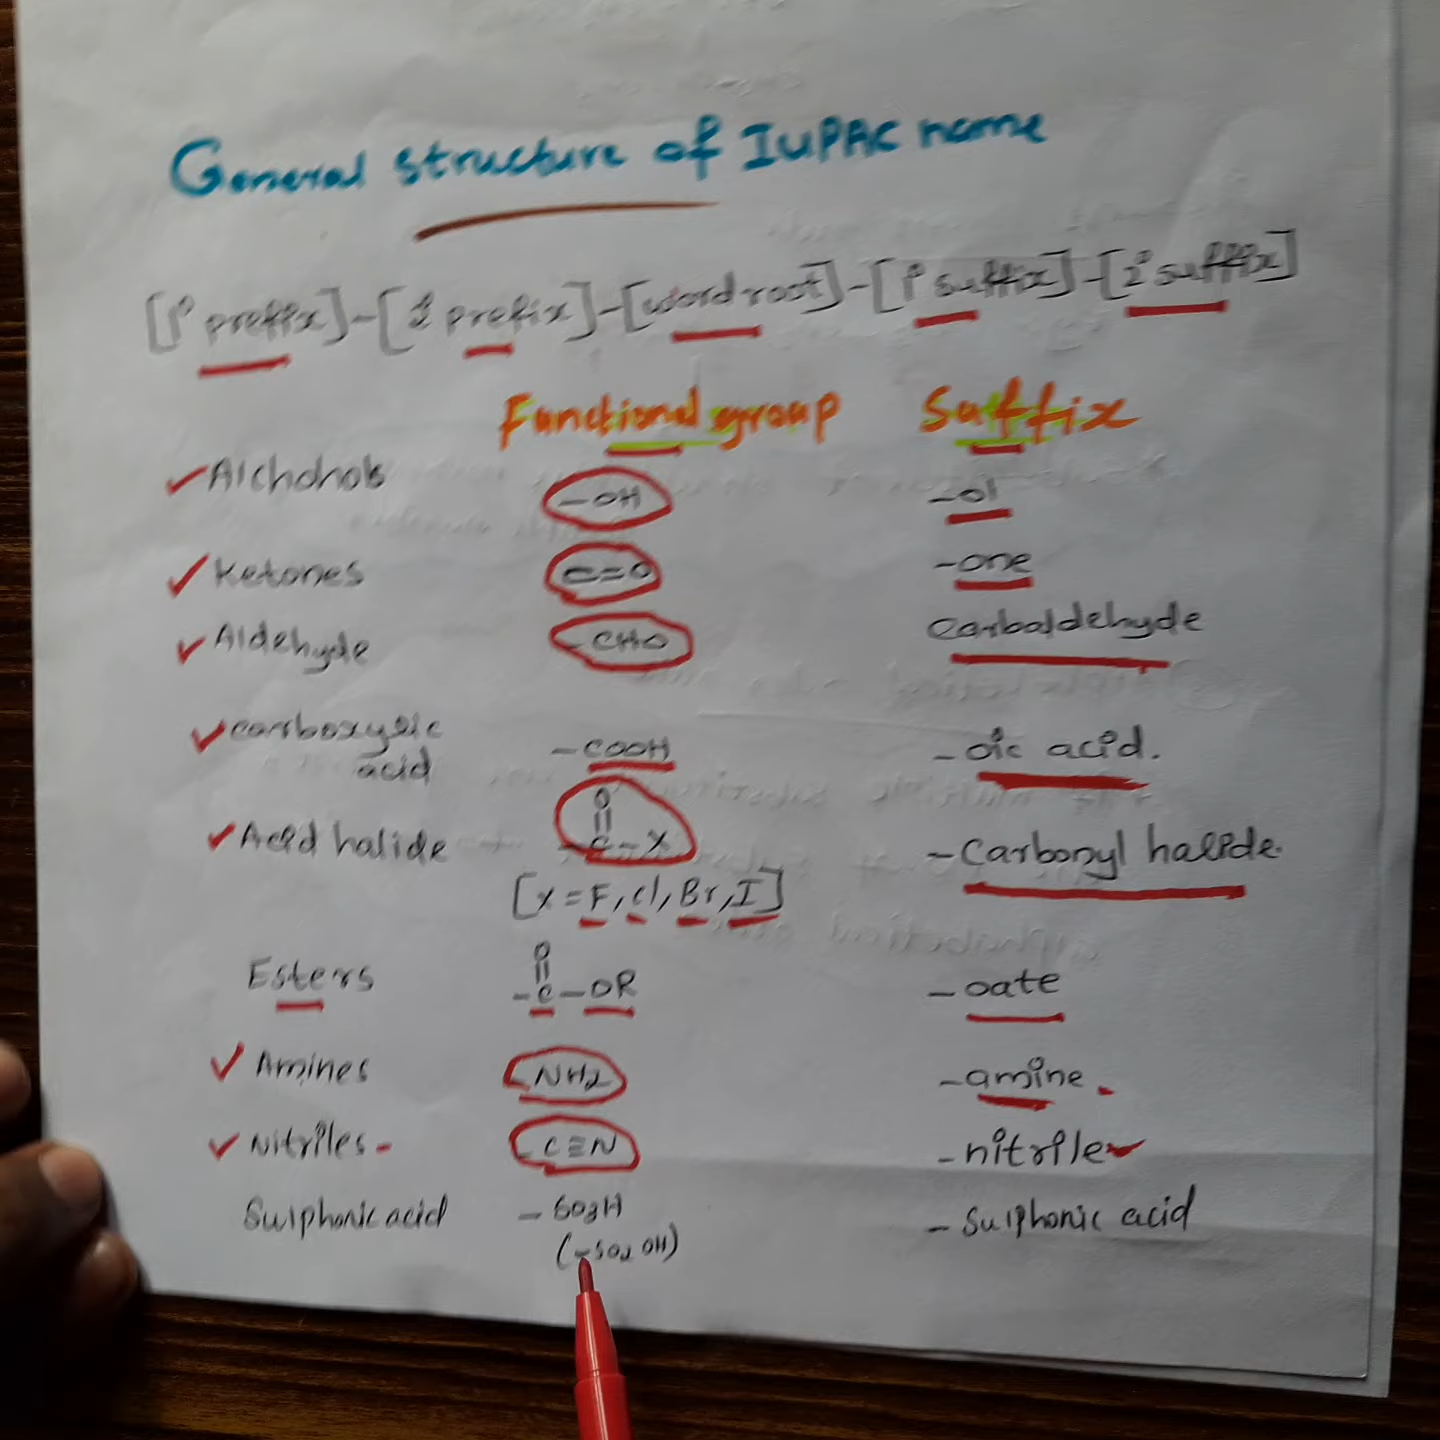 General structure of IUPAC name
[1° prefix]-[2° prefix]-[word root]-[1° suffix]-[2° suffix]
Functional group Suffix
Alchohols -OH -ol
Ketones C=O -one
Aldehyde -CHO Carbaldehyde
carboxylic acid -COOH -oic acid.
Acid halide O || -C-X -Carbonyl halide.
[X = F, Cl, Br, I]
Esters O || -C-OR -oate
Amines -NH2 -amine.
Nitriles- -C≡N -nitrile
Sulphonic acid -SO3H -Sulphonic acid
(-SO2 OH)